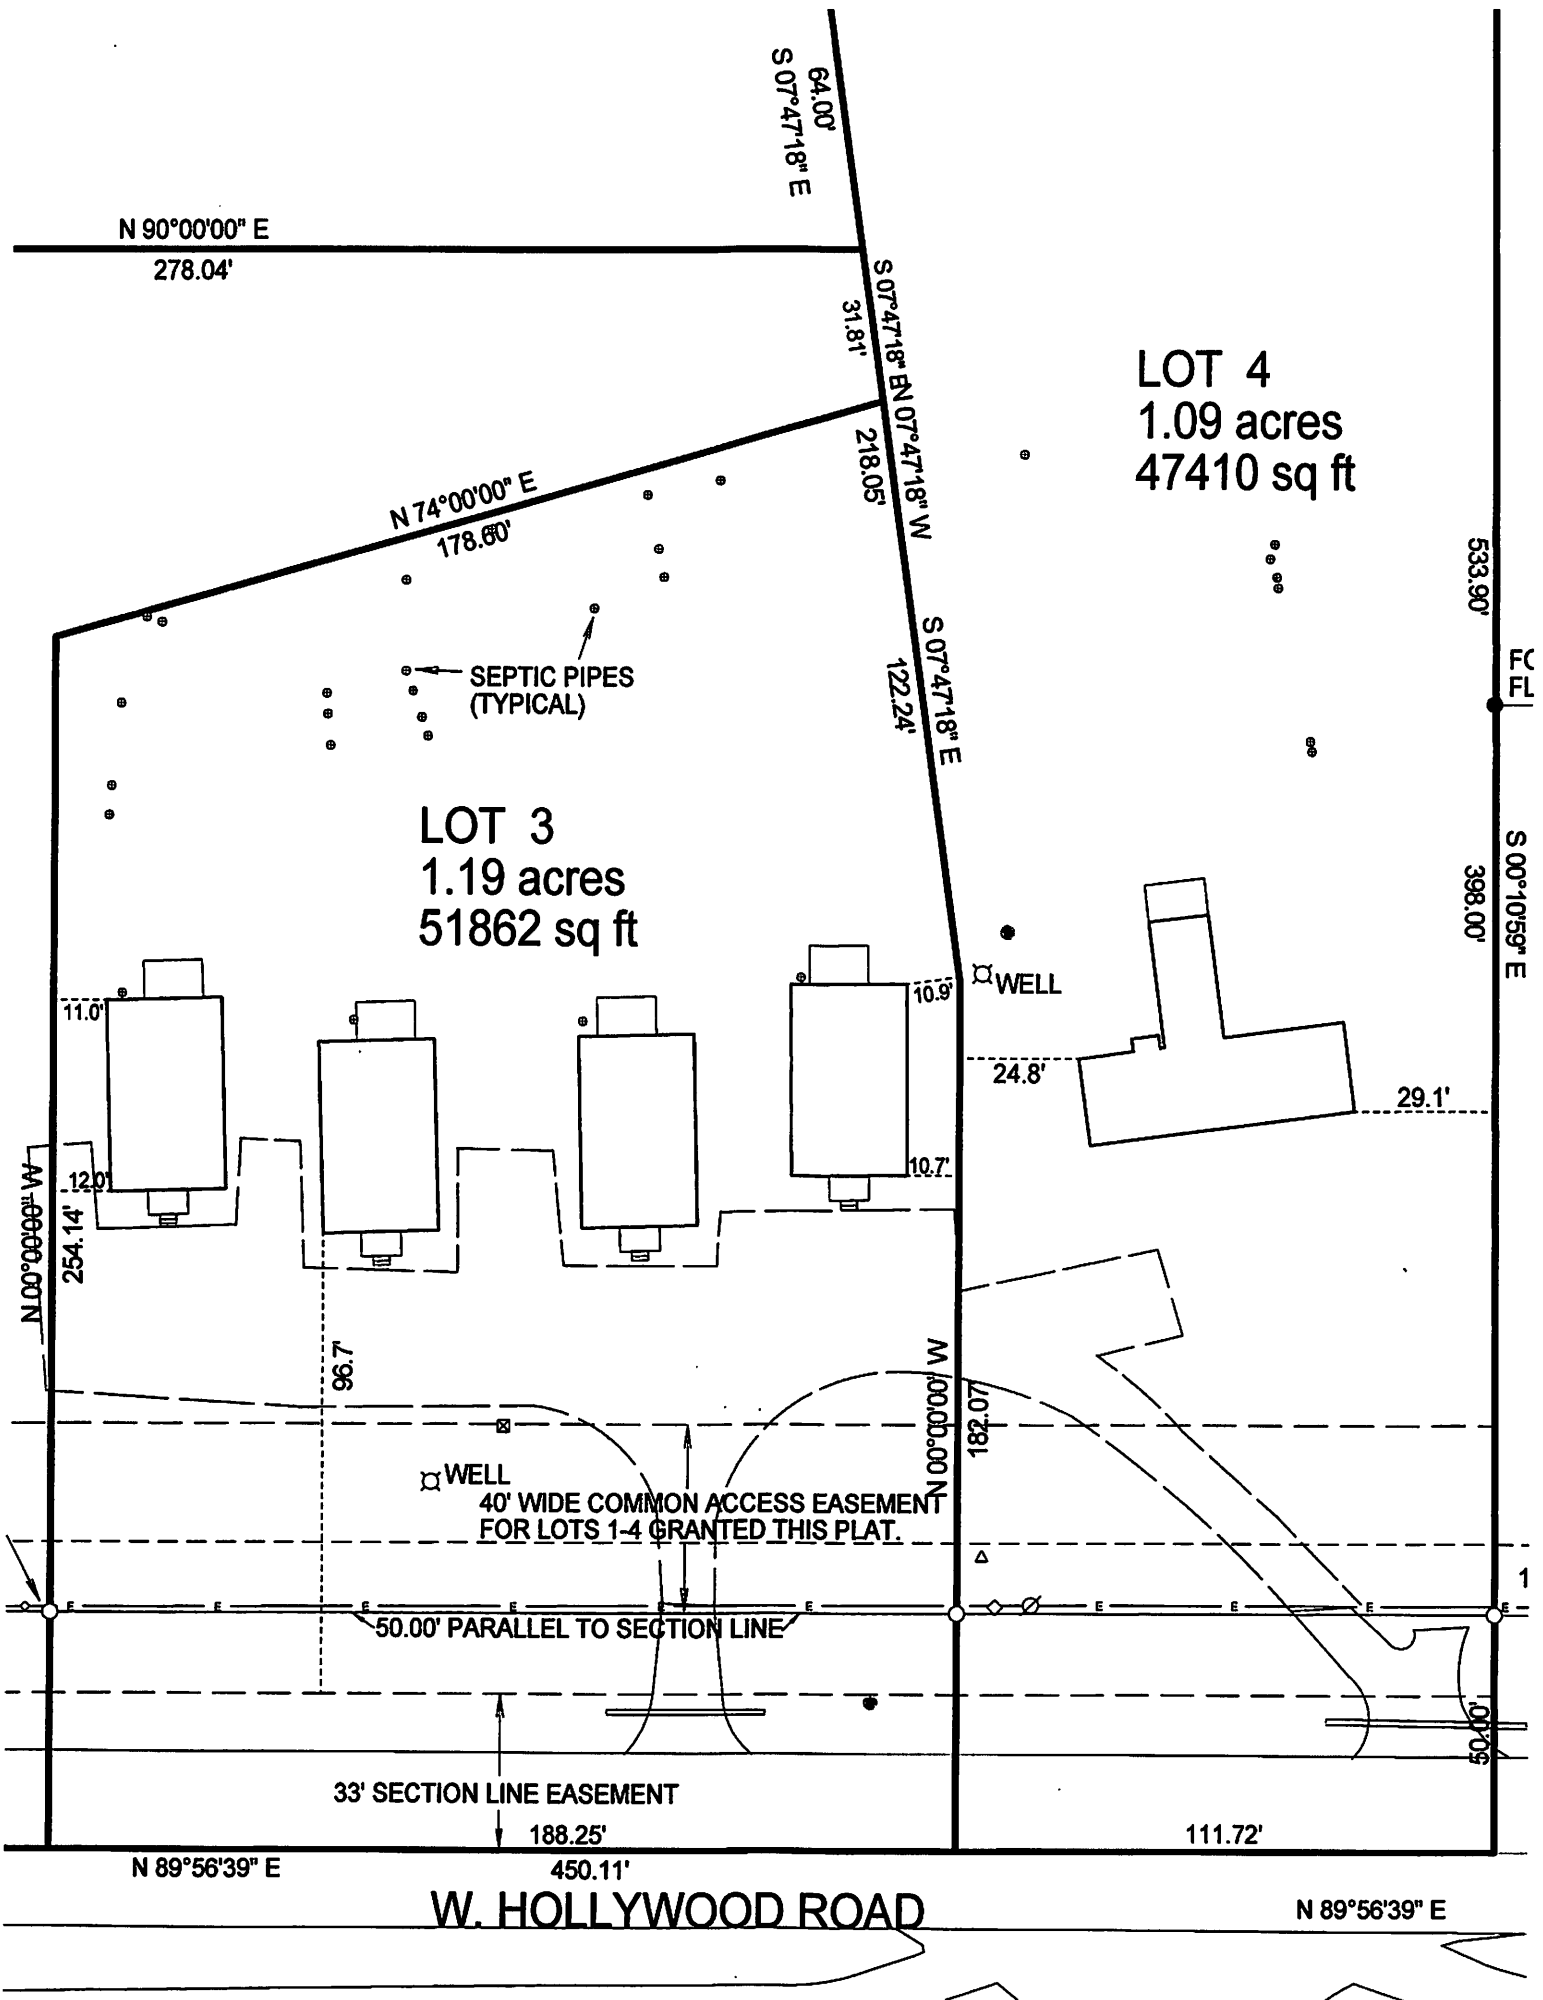 64.00'
S 07°47'18" E
N 90°00'00" E
278.04'
S 07°47'18" E
31.81'
N 07°47'18" W
218.05'
LOT 4
1.09 acres
47410 sq ft
N 74°00'00" E
178.60'
533.90'
S 07°47'18" E
122.24'
SEPTIC PIPES
(TYPICAL)
FL
LOT 3
1.19 acres
51862 sq ft
S 00°10'59" E
398.00'
WELL
11.0'
10.9'
24.8'
29.1'
12.0'
10.7'
N 00°00'00" W
254.14'
96.7'
N 00°00'00" W
182.07'
WELL
40' WIDE COMMON ACCESS EASEMENT
FOR LOTS 1-4 GRANTED THIS PLAT.
1
E E E E E E E E E E
50.00' PARALLEL TO SECTION LINE
50.00'
33' SECTION LINE EASEMENT
188.25'
111.72'
N 89°56'39" E
450.11'
W. HOLLYWOOD ROAD
N 89°56'39" E